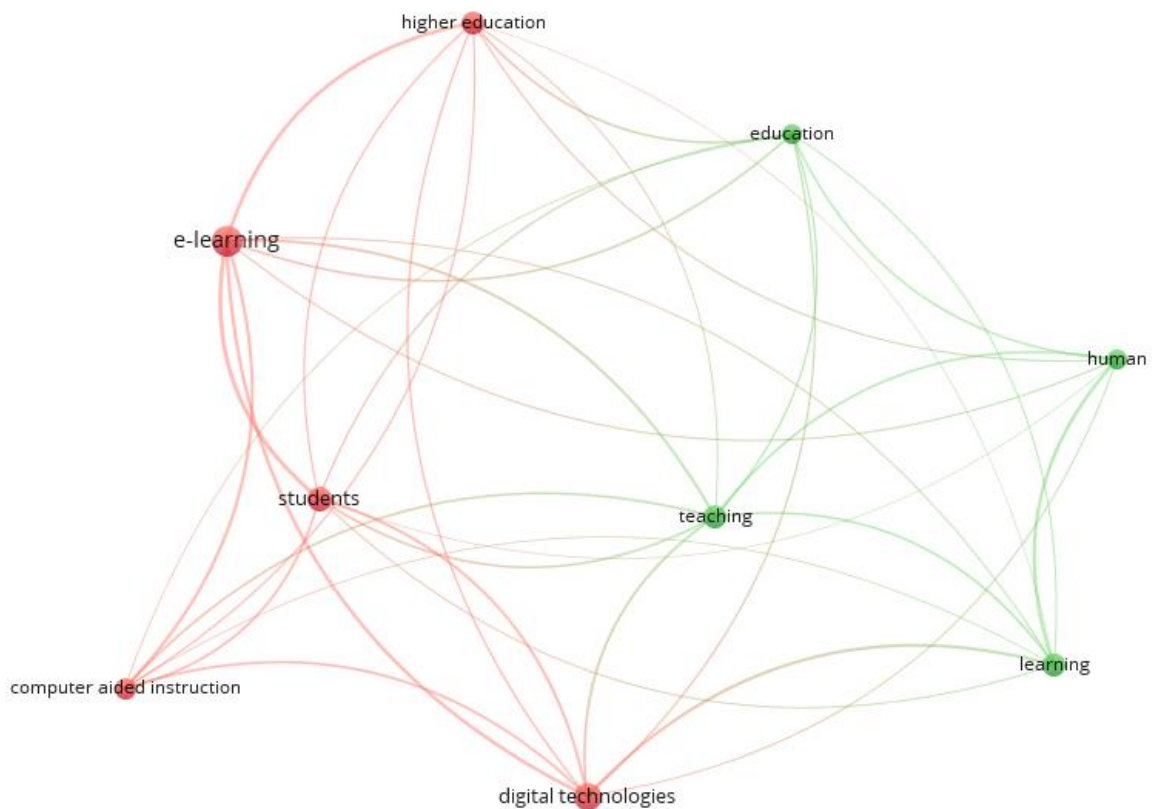 higher education
education
e-learning
human
students
teaching
learning
computer aided instruction
digital technologies